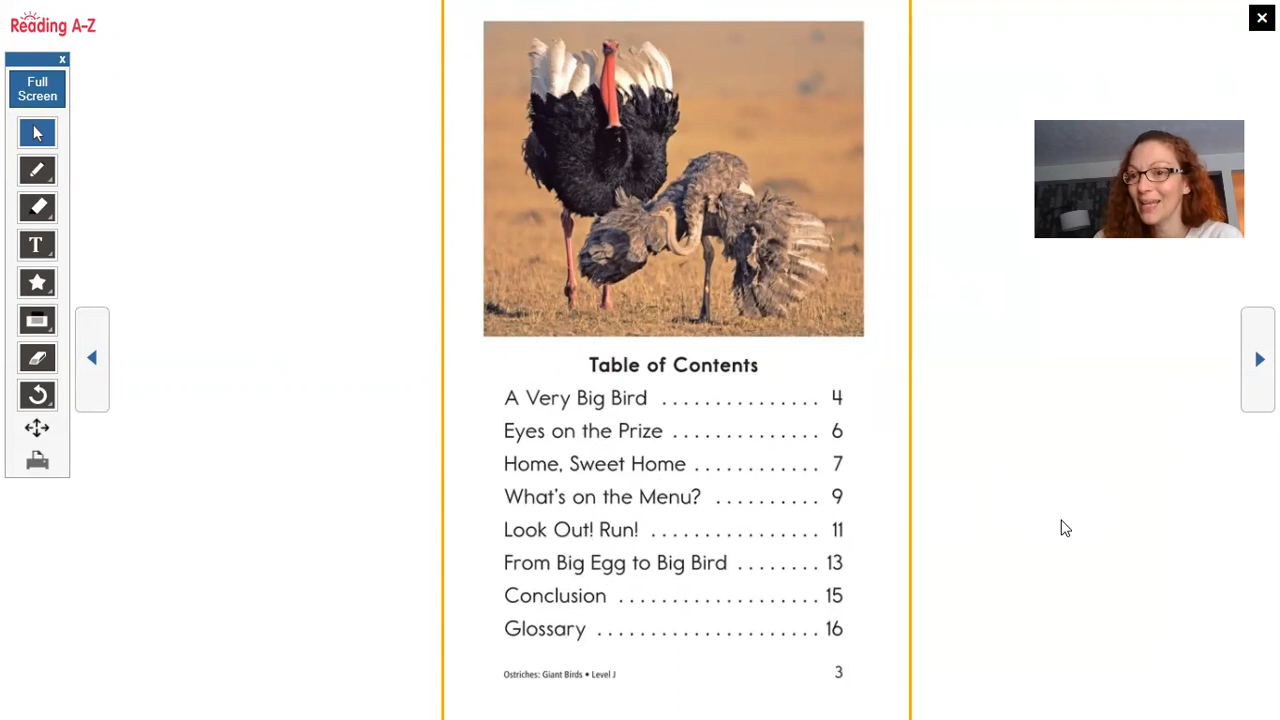 Reading A-Z
x
Full
Screen
T
Table of Contents
A Very Big Bird . . . . . . . . . . . . . . . 4
Eyes on the Prize . . . . . . . . . . . . . . 6
Home, Sweet Home . . . . . . . . . . . . 7
What's on the Menu? . . . . . . . . . . 9
Look Out! Run! . . . . . . . . . . . . . . . . 11
From Big Egg to Big Bird . . . . . . . . 13
Conclusion . . . . . . . . . . . . . . . . . . . 15
Glossary . . . . . . . . . . . . . . . . . . . . . 16
Ostriches: Giant Birds • Level J 3